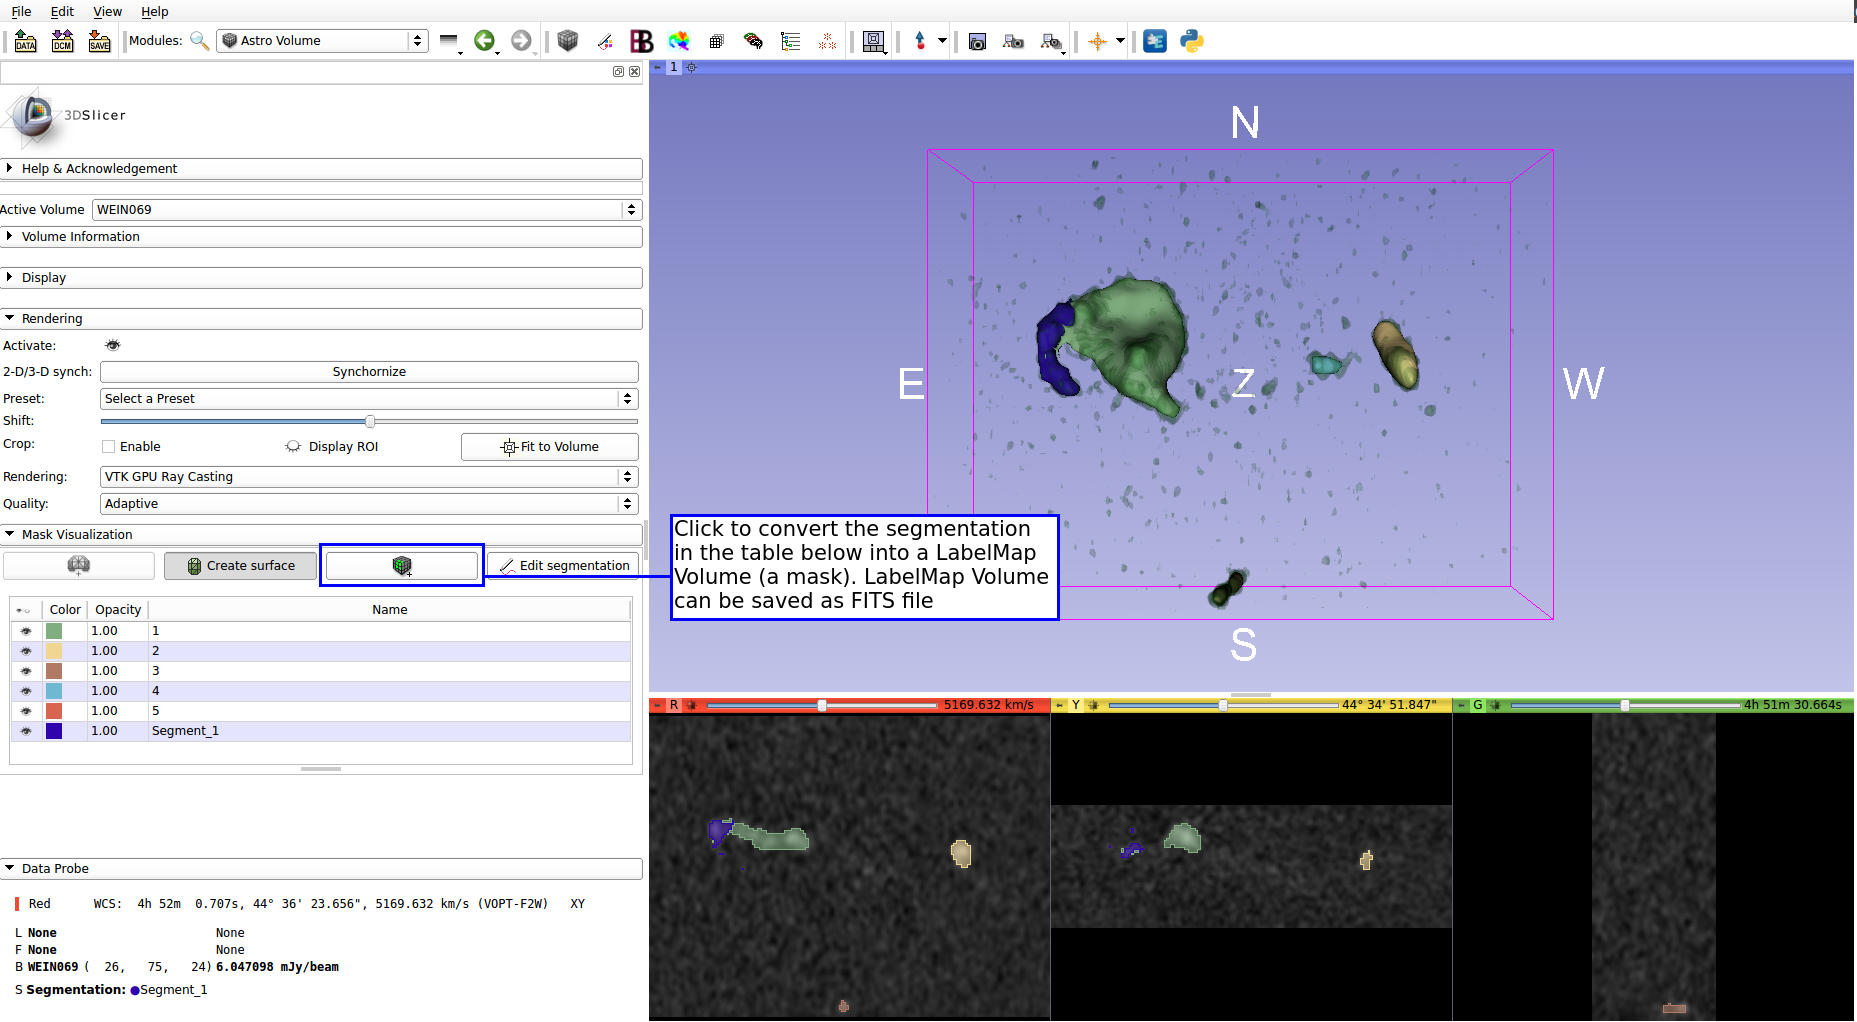 File Edit View Help
DATA DCM SAVE Modules: Astro Volume
1
3DSlicer
Help & Acknowledgement
Active Volume WEIN069
Volume Information
Display
Rendering
Activate:
2-D/3-D synch: Synchornize
Preset: Select a Preset
Shift:
Crop: Enable Display ROI Fit to Volume
Rendering: VTK GPU Ray Casting
Quality: Adaptive
Mask Visualization
Create surface Edit segmentation
Color Opacity Name
1.00 1
1.00 2
1.00 3
1.00 4
1.00 5
1.00 Segment_1
Data Probe
Red WCS: 4h 52m 0.707s, 44° 36' 23.656", 5169.632 km/s (VOPT-F2W) XY
L None None
F None None
B WEIN069 ( 26, 75, 24) 6.047098 mJy/beam
S Segmentation: Segment_1
N
E
Z
W
S
Click to convert the segmentation
in the table below into a LabelMap
Volume (a mask). LabelMap Volume
can be saved as FITS file
R 5169.632 km/s
Y 44° 34' 51.847"
G 4h 51m 30.664s